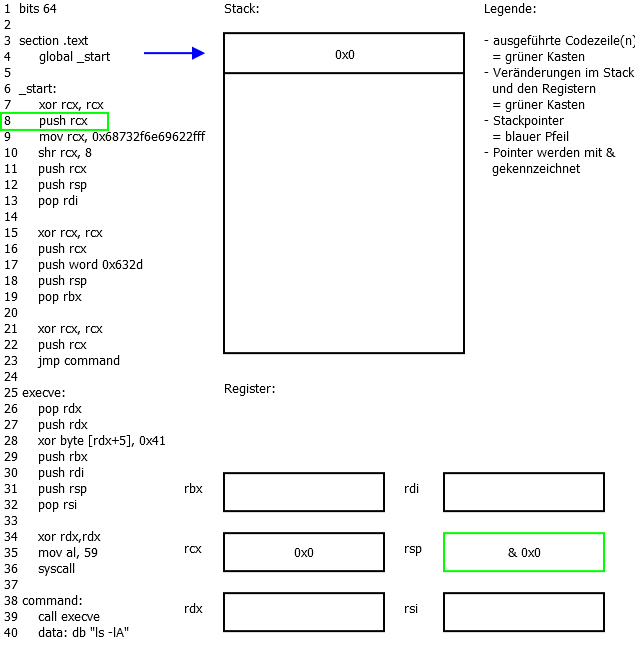 1 bits 64
2
3 section .text
4 global _start
5
6 _start:
7 xor rcx, rcx
8 push rcx
9 mov rcx, 0x68732f6e69622fff
10 shr rcx, 8
11 push rcx
12 push rsp
13 pop rdi
14
15 xor rcx, rcx
16 push rcx
17 push word 0x632d
18 push rsp
19 pop rbx
20
21 xor rcx, rcx
22 push rcx
23 jmp command
24
25 execve:
26 pop rdx
27 push rdx
28 xor byte [rdx+5], 0x41
29 push rbx
30 push rdi
31 push rsp
32 pop rsi
33
34 xor rdx,rdx
35 mov al, 59
36 syscall
37
38 command:
39 call execve
40 data: db "ls -lA"
Stack:
0x0
Register:
rbx
rdi
rcx
0x0
rsp
& 0x0
rdx
rsi
Legende:
- ausgeführte Codezeile(n)
= grüner Kasten
- Veränderungen im Stack
und den Registern
= grüner Kasten
- Stackpointer
= blauer Pfeil
- Pointer werden mit &
gekennzeichnet